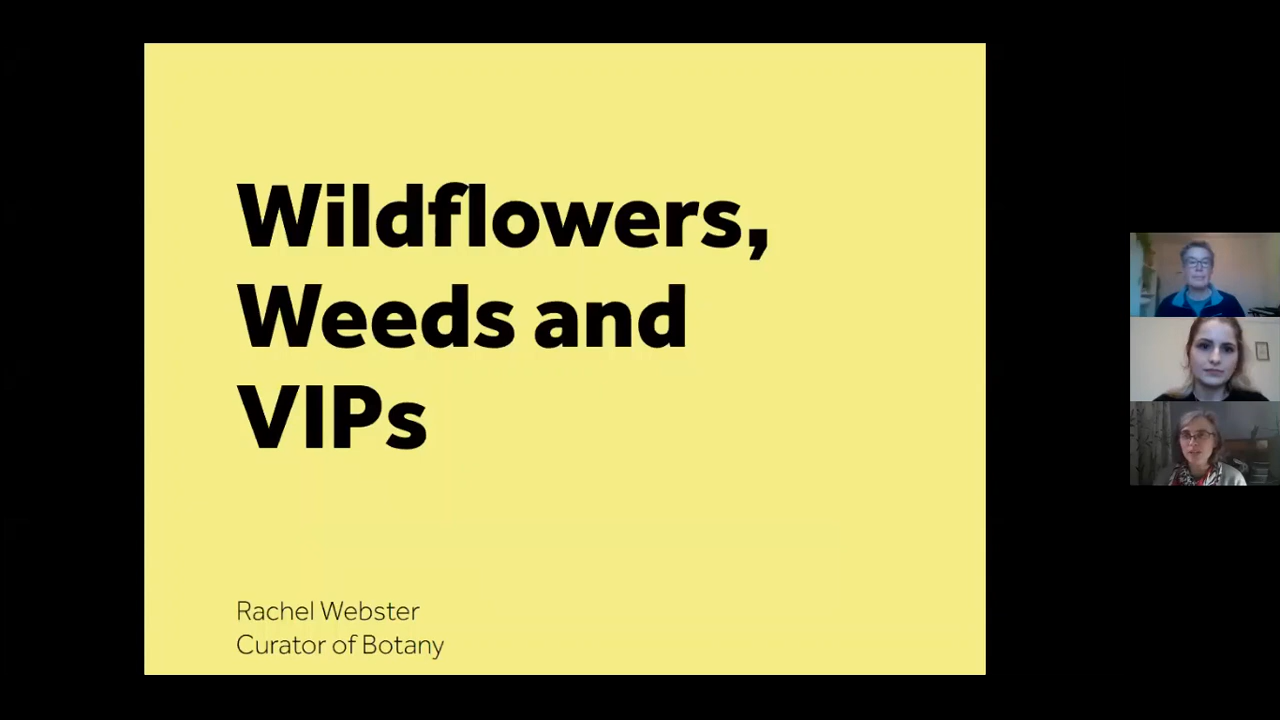 Wildflowers,
Weeds and
VIPs
Rachel Webster
Curator of Botany